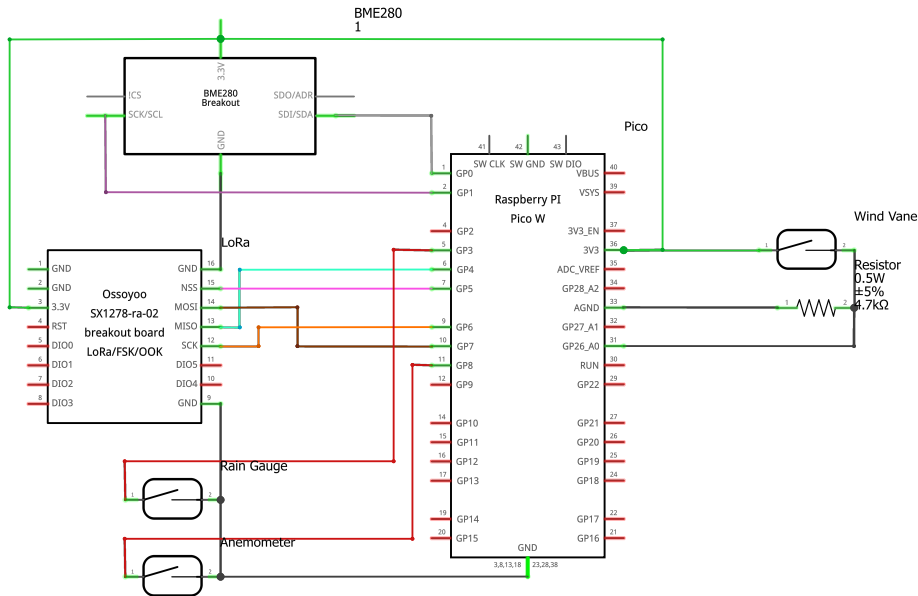 BME280
1
3.3V
!CS
SDO/ADR
BME280
Breakout
SCK/SCL
SDI/SDA
GND
Pico
41
42
43
SW CLK
SW GND
SW DIO
Raspberry PI
Pico W
1
GP0
2
GP1
4
GP2
5
GP3
6
GP4
7
GP5
9
GP6
10
GP7
11
GP8
12
GP9
14
GP10
15
GP11
16
GP12
17
GP13
19
GP14
20
GP15
VBUS
40
VSYS
39
3V3_EN
37
3V3
36
ADC_VREF
35
GP28_A2
34
AGND
33
GP27_A1
32
GP26_A0
31
RUN
30
GP22
29
GP21
27
GP20
26
GP19
25
GP18
24
GP17
22
GP16
21
GND
3,8,13,18
23,28,38
Wind Vane
1
2
Resistor
0.5W
±5%
4.7kΩ
1
2
LoRa
Ossoyoo
SX1278-ra-02
breakout board
LoRa/FSK/OOK
1
GND
2
GND
3
3.3V
4
RST
5
DIO0
6
DIO1
7
DIO2
8
DIO3
GND
16
NSS
15
MOSI
14
MISO
13
SCK
12
DIO5
11
DIO4
10
GND
9
Rain Gauge
1
2
Anemometer
1
2